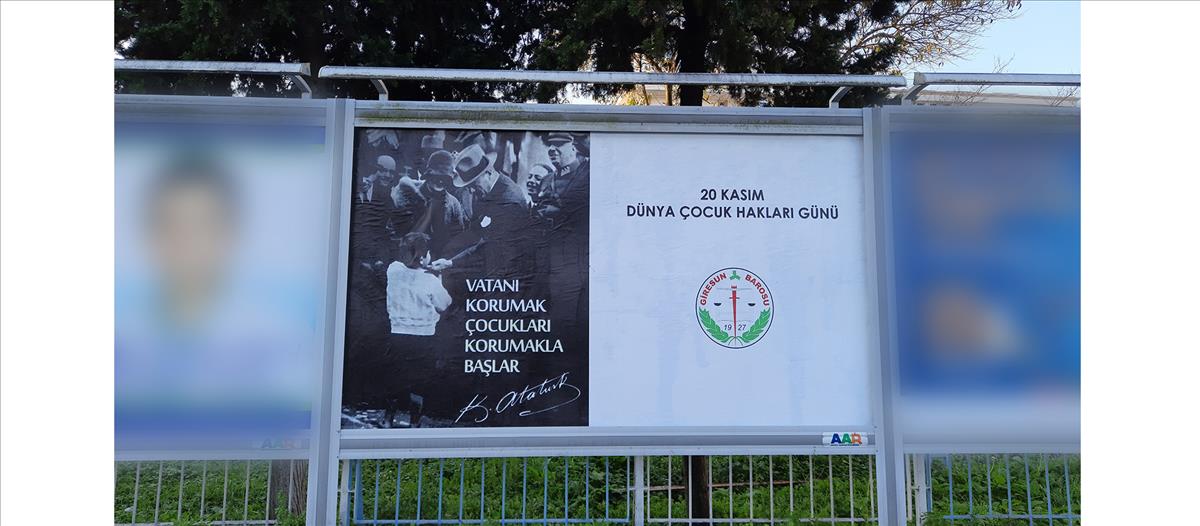 VATANI
KORUMAK
ÇOCUKLARI
KORUMAKLA
BAŞLAR
K. Atatürk
20 KASIM
DÜNYA ÇOCUK HAKLARI GÜNÜ
GİRESUN BAROSU
1927
AAR